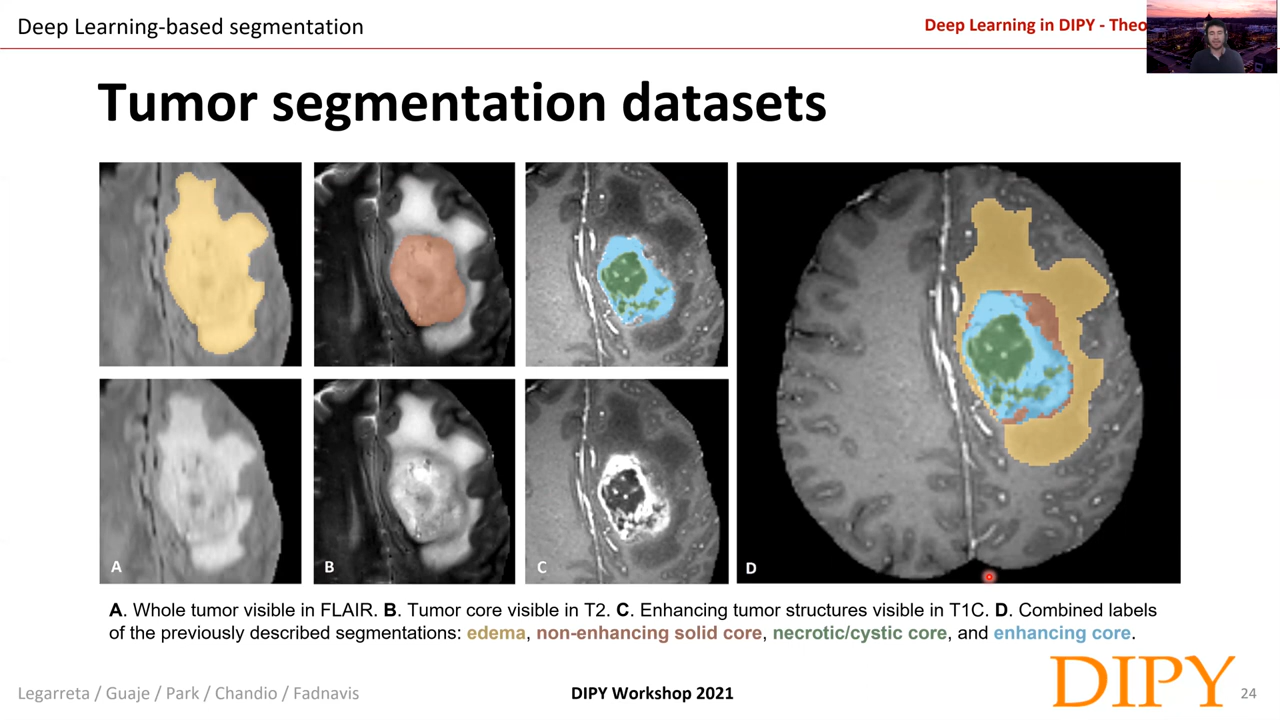 Deep Learning-based segmentation
Deep Learning in DIPY - Theo
Tumor segmentation datasets
A
B
C
D
A. Whole tumor visible in FLAIR. B. Tumor core visible in T2. C. Enhancing tumor structures visible in T1C. D. Combined labels
of the previously described segmentations: edema, non-enhancing solid core, necrotic/cystic core, and enhancing core.
Legarreta / Guaje / Park / Chandio / Fadnavis
DIPY Workshop 2021
DIPY
24